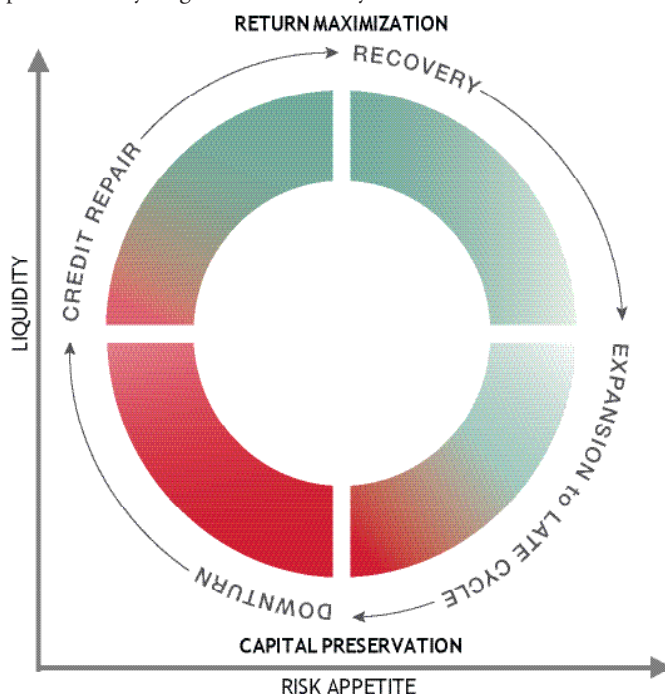 RETURN MAXIMIZATION
RECOVERY
CREDIT REPAIR
LIQUIDITY
EXPANSION to LATE CYCLE
DOWNTURN
CAPITAL PRESERVATION
RISK APPETITE